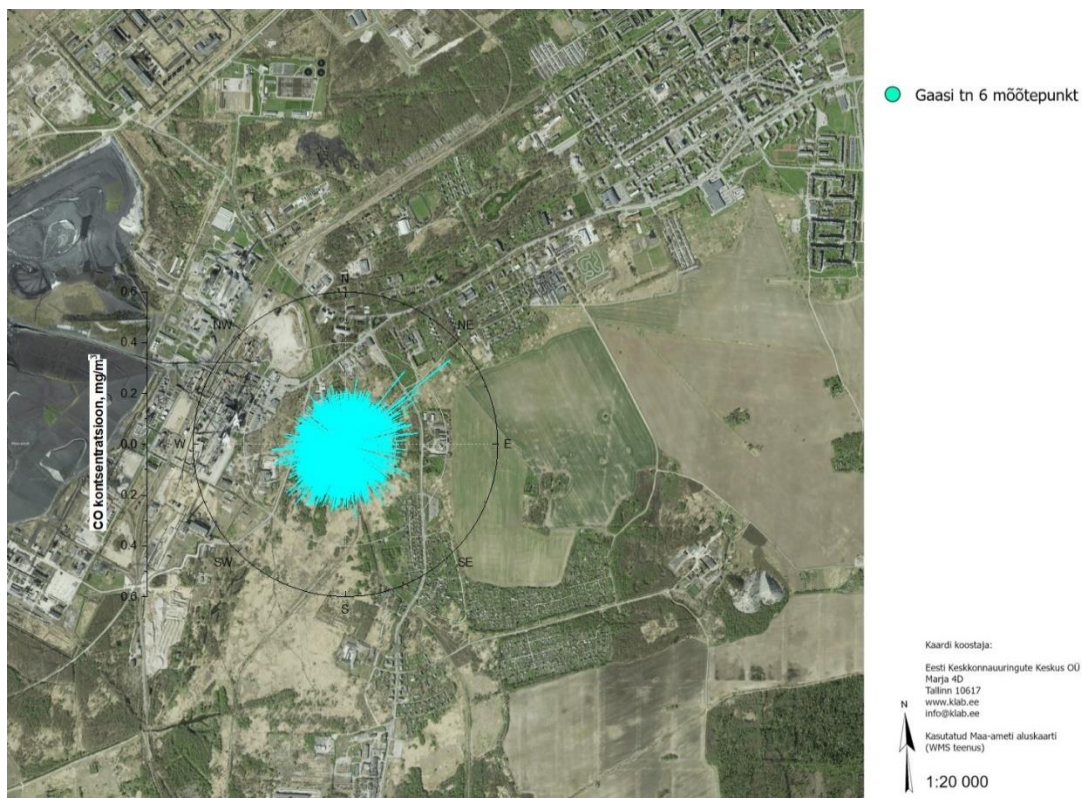 Gaasi tn 6 mõõtepunkt
N
NW
NE
0.6
0.4
0.2
0.0
0.2
0.4
0.6
CO kontsentratsioon, mg/m³
W
E
SW
SE
S
Kaardi koostaja:
Eesti Keskkonnauuringute Keskus OÜ
Marja 4D
Tallinn 10617
www.klab.ee
info@klab.ee
N
Kasutatud Maa-ameti aluskaarti
(WMS teenus)
1:20 000